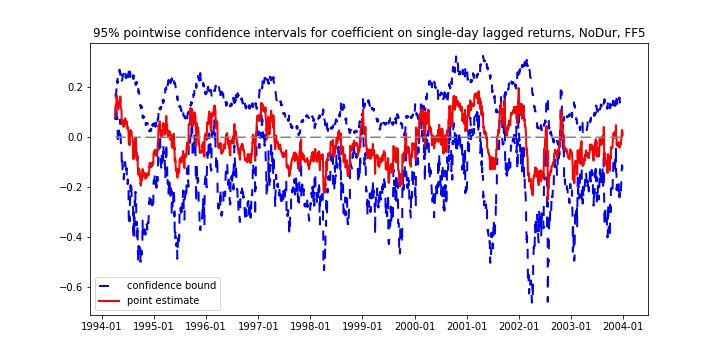 95% pointwise confidence intervals for coefficient on single-day lagged returns, NoDur, FF5
0.2
0.0
−0.2
−0.4
−0.6
confidence bound
point estimate
1994-01 1995-01 1996-01 1997-01 1998-01 1999-01 2000-01 2001-01 2002-01 2003-01 2004-01